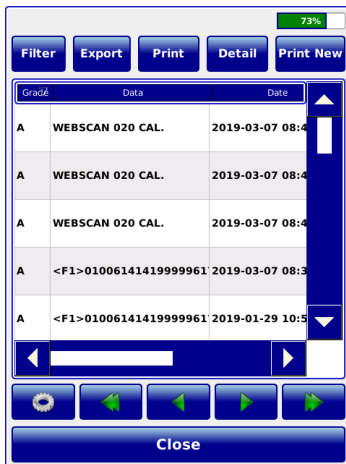 73%
Filter Export Print Detail Print New
Grade Data Date
A WEBSCAN 020 CAL. 2019-03-07 08:4
A WEBSCAN 020 CAL. 2019-03-07 08:4
A WEBSCAN 020 CAL. 2019-03-07 08:4
A <F1>01006141419999961 2019-03-07 08:3
A <F1>01006141419999961 2019-01-29 10:5
Close